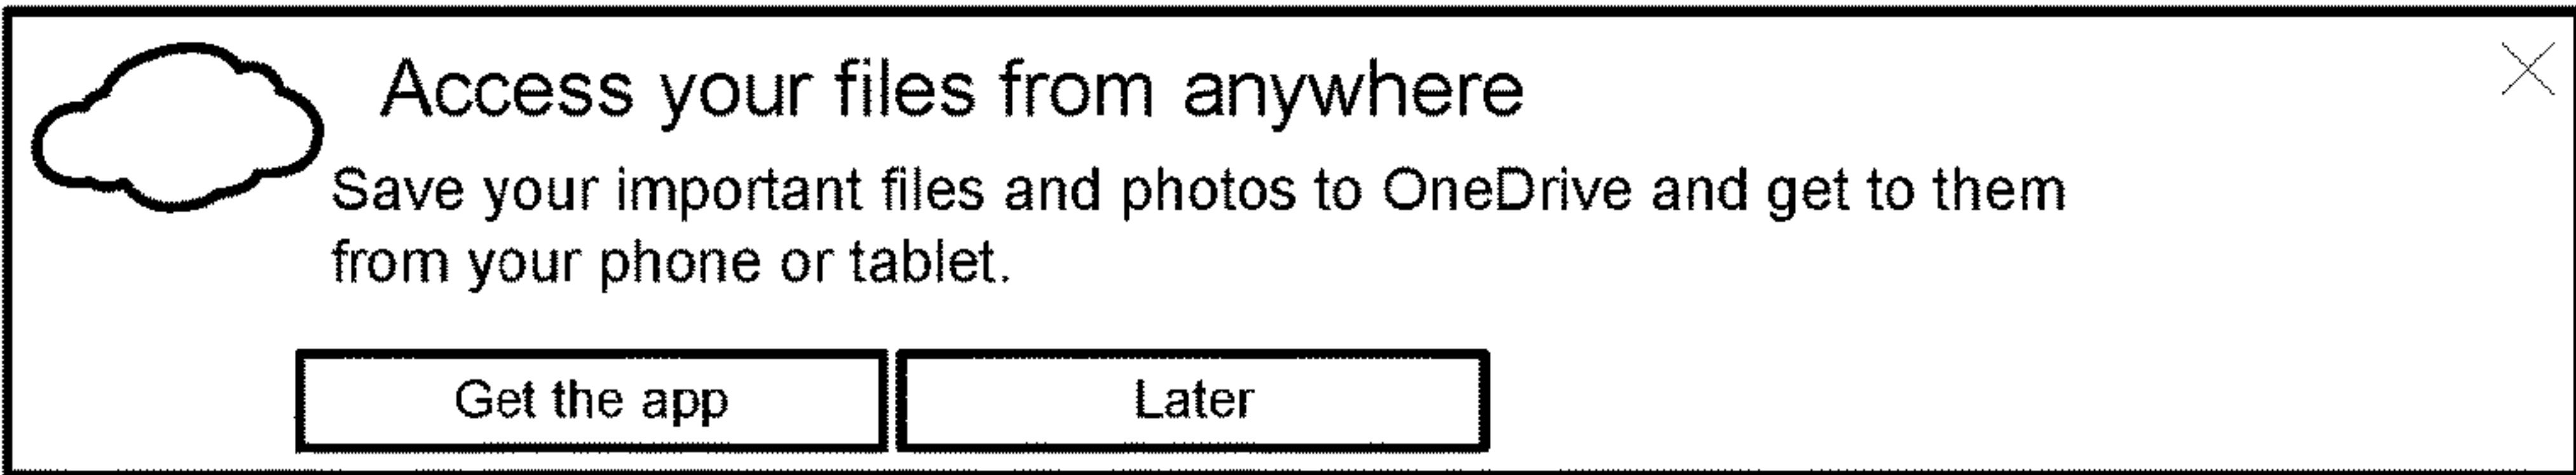 Access your files from anywhere
Save your important files and photos to OneDrive and get to them
from your phone or tablet.
Get the app
Later